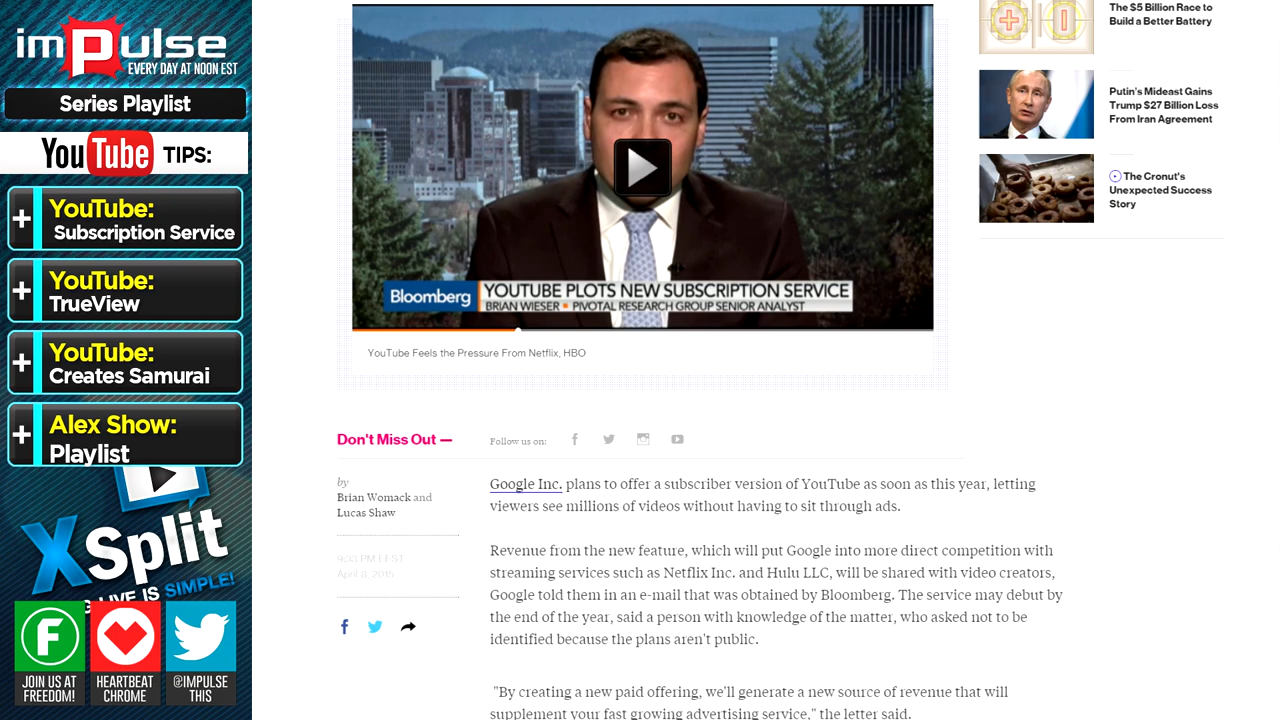 imPulse
EVERY DAY AT NOON EST
Series Playlist
YouTube TIPS:
+ YouTube:
Subscription Service
+ YouTube:
TrueView
+ YouTube:
Creates Samurai
+ Alex Show:
Playlist
XSplit
LIVE IS SIMPLE!
F
JOIN US AT
FREEDOM!
HEARTBEAT
CHROME
@IMPULSE
THIS
Bloomberg
YOUTUBE PLOTS NEW SUBSCRIPTION SERVICE
BRIAN WIESER ▪ PIVOTAL RESEARCH GROUP SENIOR ANALYST
YouTube Feels the Pressure From Netflix, HBO
Don't Miss Out —
Follow us on:
by
Brian Womack and
Lucas Shaw
April 8, 2015
Google Inc. plans to offer a subscriber version of YouTube as soon as this year, letting
viewers see millions of videos without having to sit through ads.
Revenue from the new feature, which will put Google into more direct competition with
streaming services such as Netflix Inc. and Hulu LLC, will be shared with video creators,
Google told them in an e-mail that was obtained by Bloomberg. The service may debut by
the end of the year, said a person with knowledge of the matter, who asked not to be
identified because the plans aren't public.
"By creating a new paid offering, we'll generate a new source of revenue that will
supplement your fast growing advertising service," the letter said.
The $5 Billion Race to
Build a Better Battery
Putin's Mideast Gains
Trump $27 Billion Loss
From Iran Agreement
The Cronut's
Unexpected Success
Story